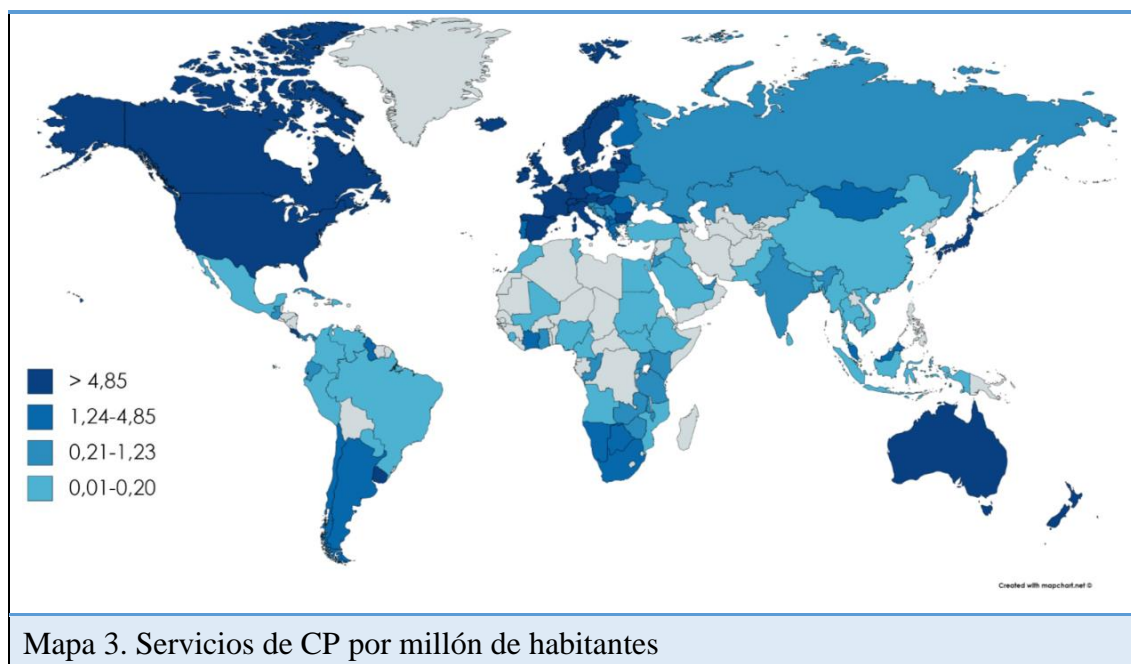 > 4,85
1,24-4,85
0,21-1,23
0,01-0,20
Created with mapchart.net ©
Mapa 3. Servicios de CP por millón de habitantes